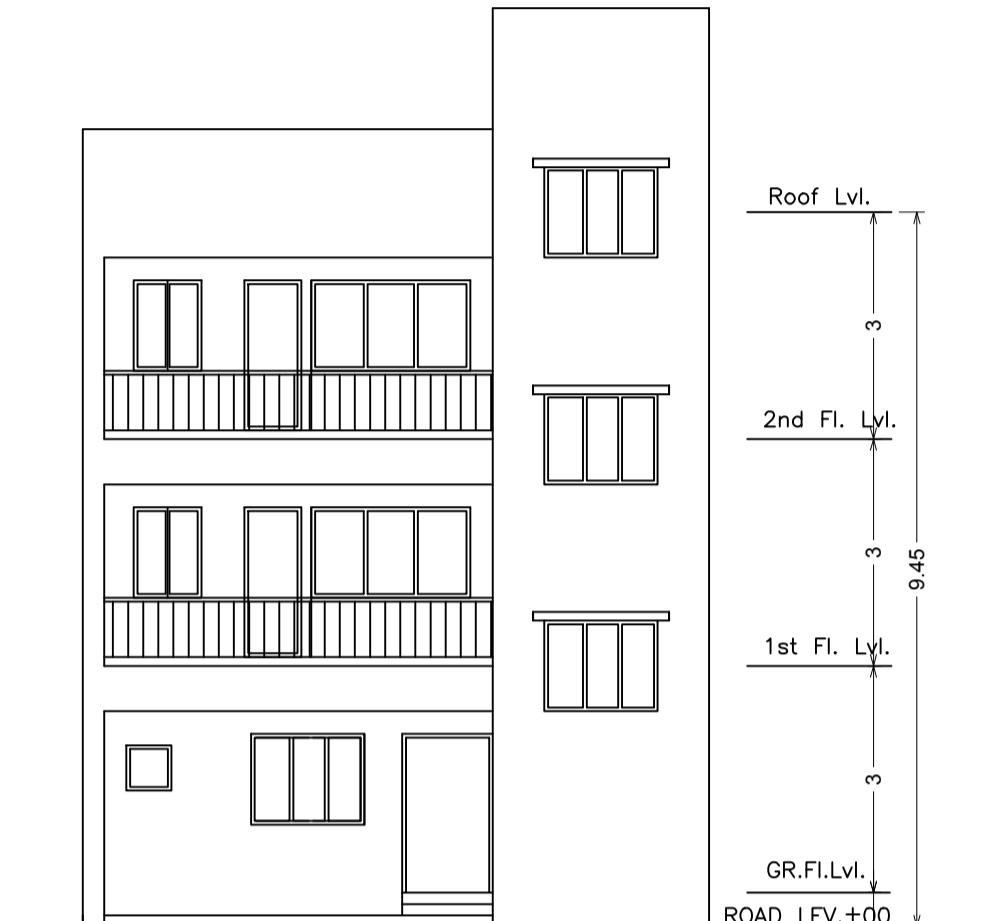 Roof Lvl.
3
2nd Fl. Lvl.
3
9.45
1st Fl. Lvl.
3
GR.Fl.Lvl.
ROAD LEV.+00